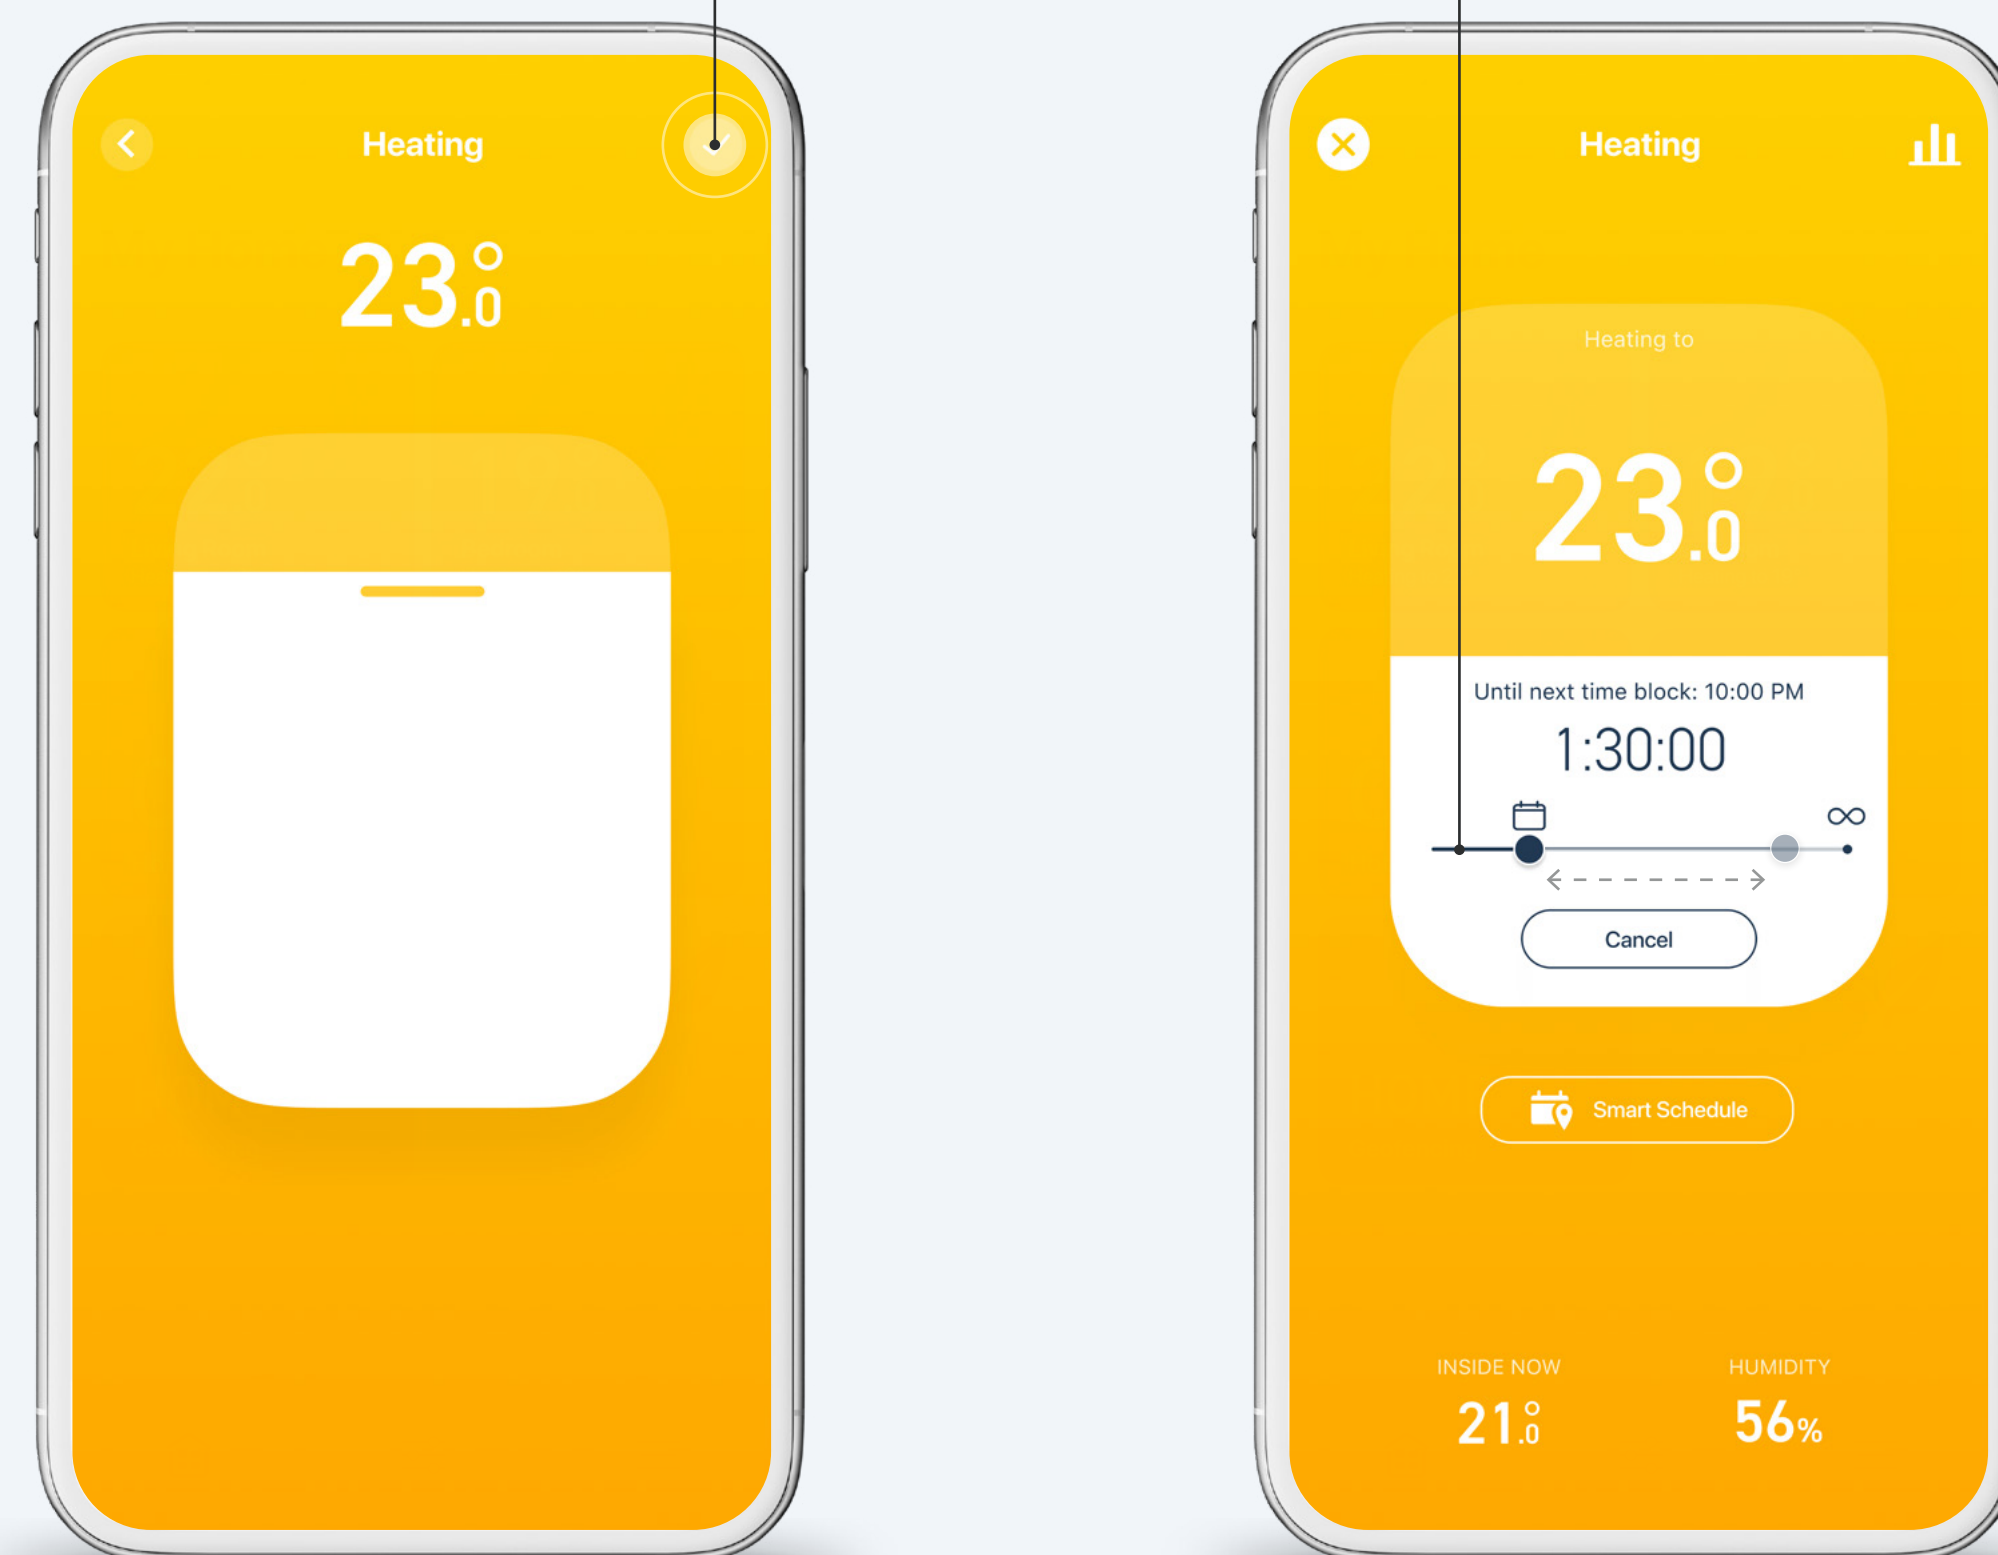 Heating
23.0°
Heating
Heating to
23.0°
Until next time block: 10:00 PM
1:30:00
Cancel
Smart Schedule
INSIDE NOW
HUMIDITY
21.0°
56%